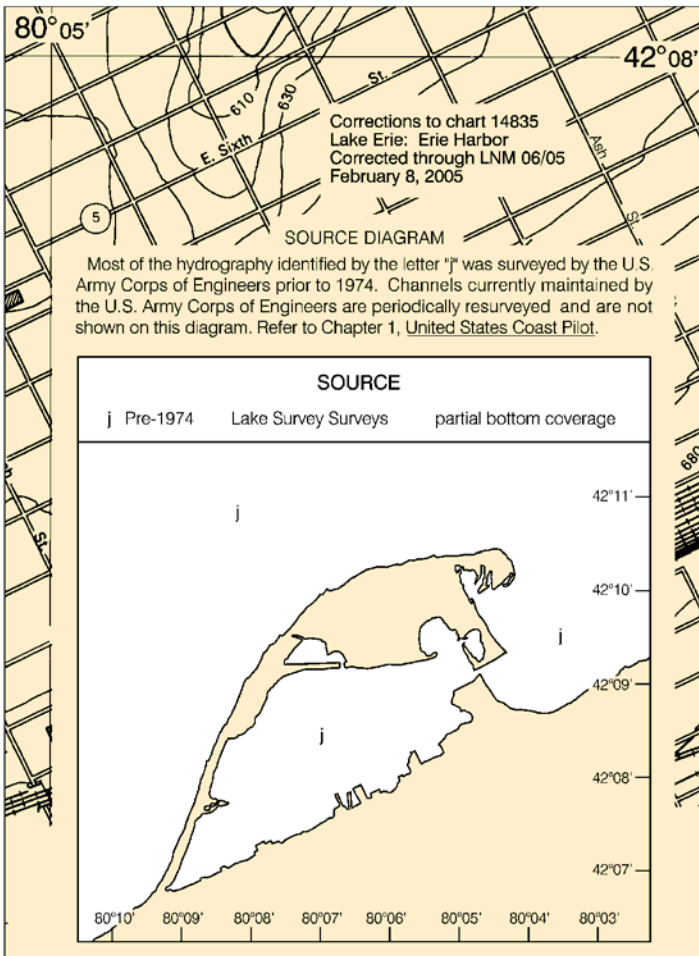 80°05'
42°08'
610
630
St.
E. Sixth
Corrections to chart 14835
Lake Erie: Erie Harbor
Corrected through LNM 06/05
February 8, 2005
Ash
St.
5
SOURCE DIAGRAM
Most of the hydrography identified by the letter "j" was surveyed by the U.S.
Army Corps of Engineers prior to 1974. Channels currently maintained by
the U.S. Army Corps of Engineers are periodically resurveyed and are not
shown on this diagram. Refer to Chapter 1, United States Coast Pilot.
SOURCE
j Pre-1974 Lake Survey Surveys partial bottom coverage
680
St.
j
42°11'
42°10'
j
42°09'
j
42°08'
42°07'
80°10' 80°09' 80°08' 80°07' 80°06' 80°05' 80°04' 80°03'